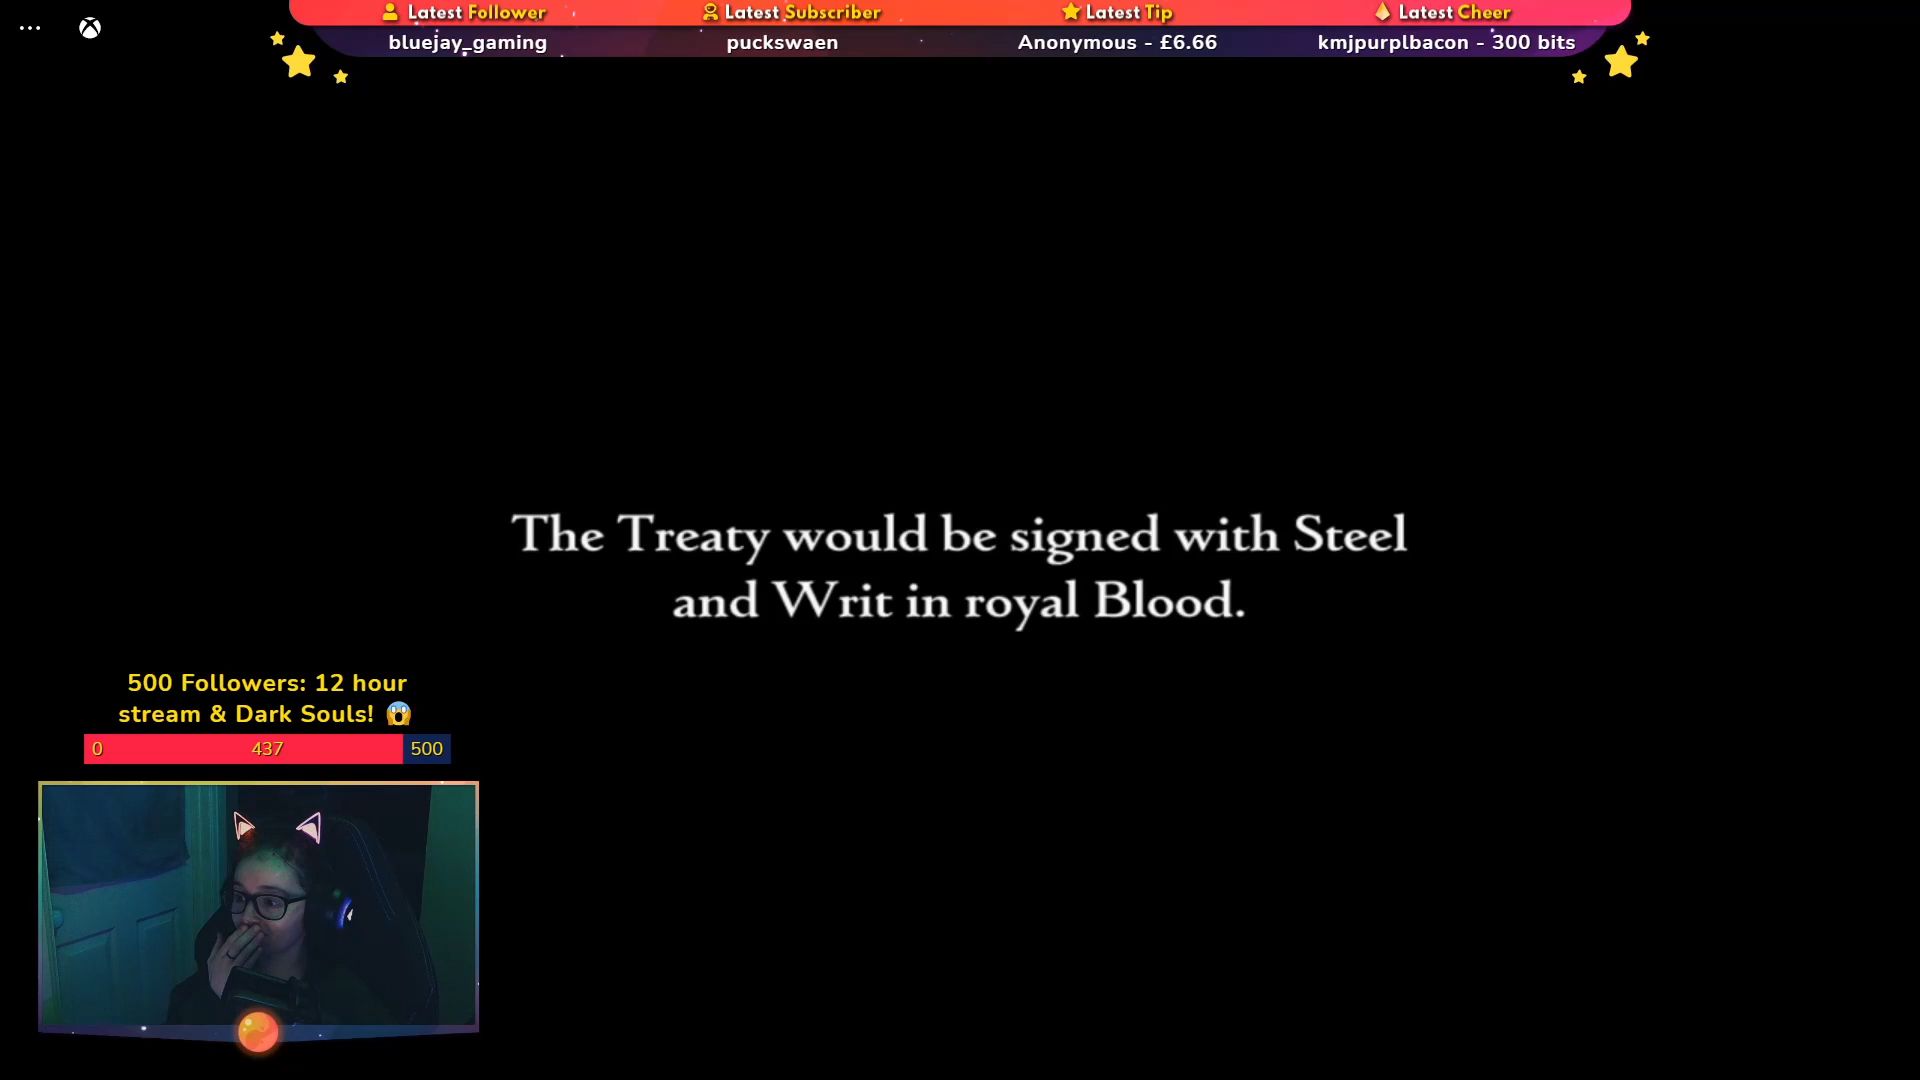 Latest Follower
bluejay_gaming
Latest Subscriber
puckswaen
Latest Tip
Anonymous - £6.66
Latest Cheer
kmjpurplbacon - 300 bits
The Treaty would be signed with Steel
and Writ in royal Blood.
500 Followers: 12 hour
stream & Dark Souls! 😱
0 437 500